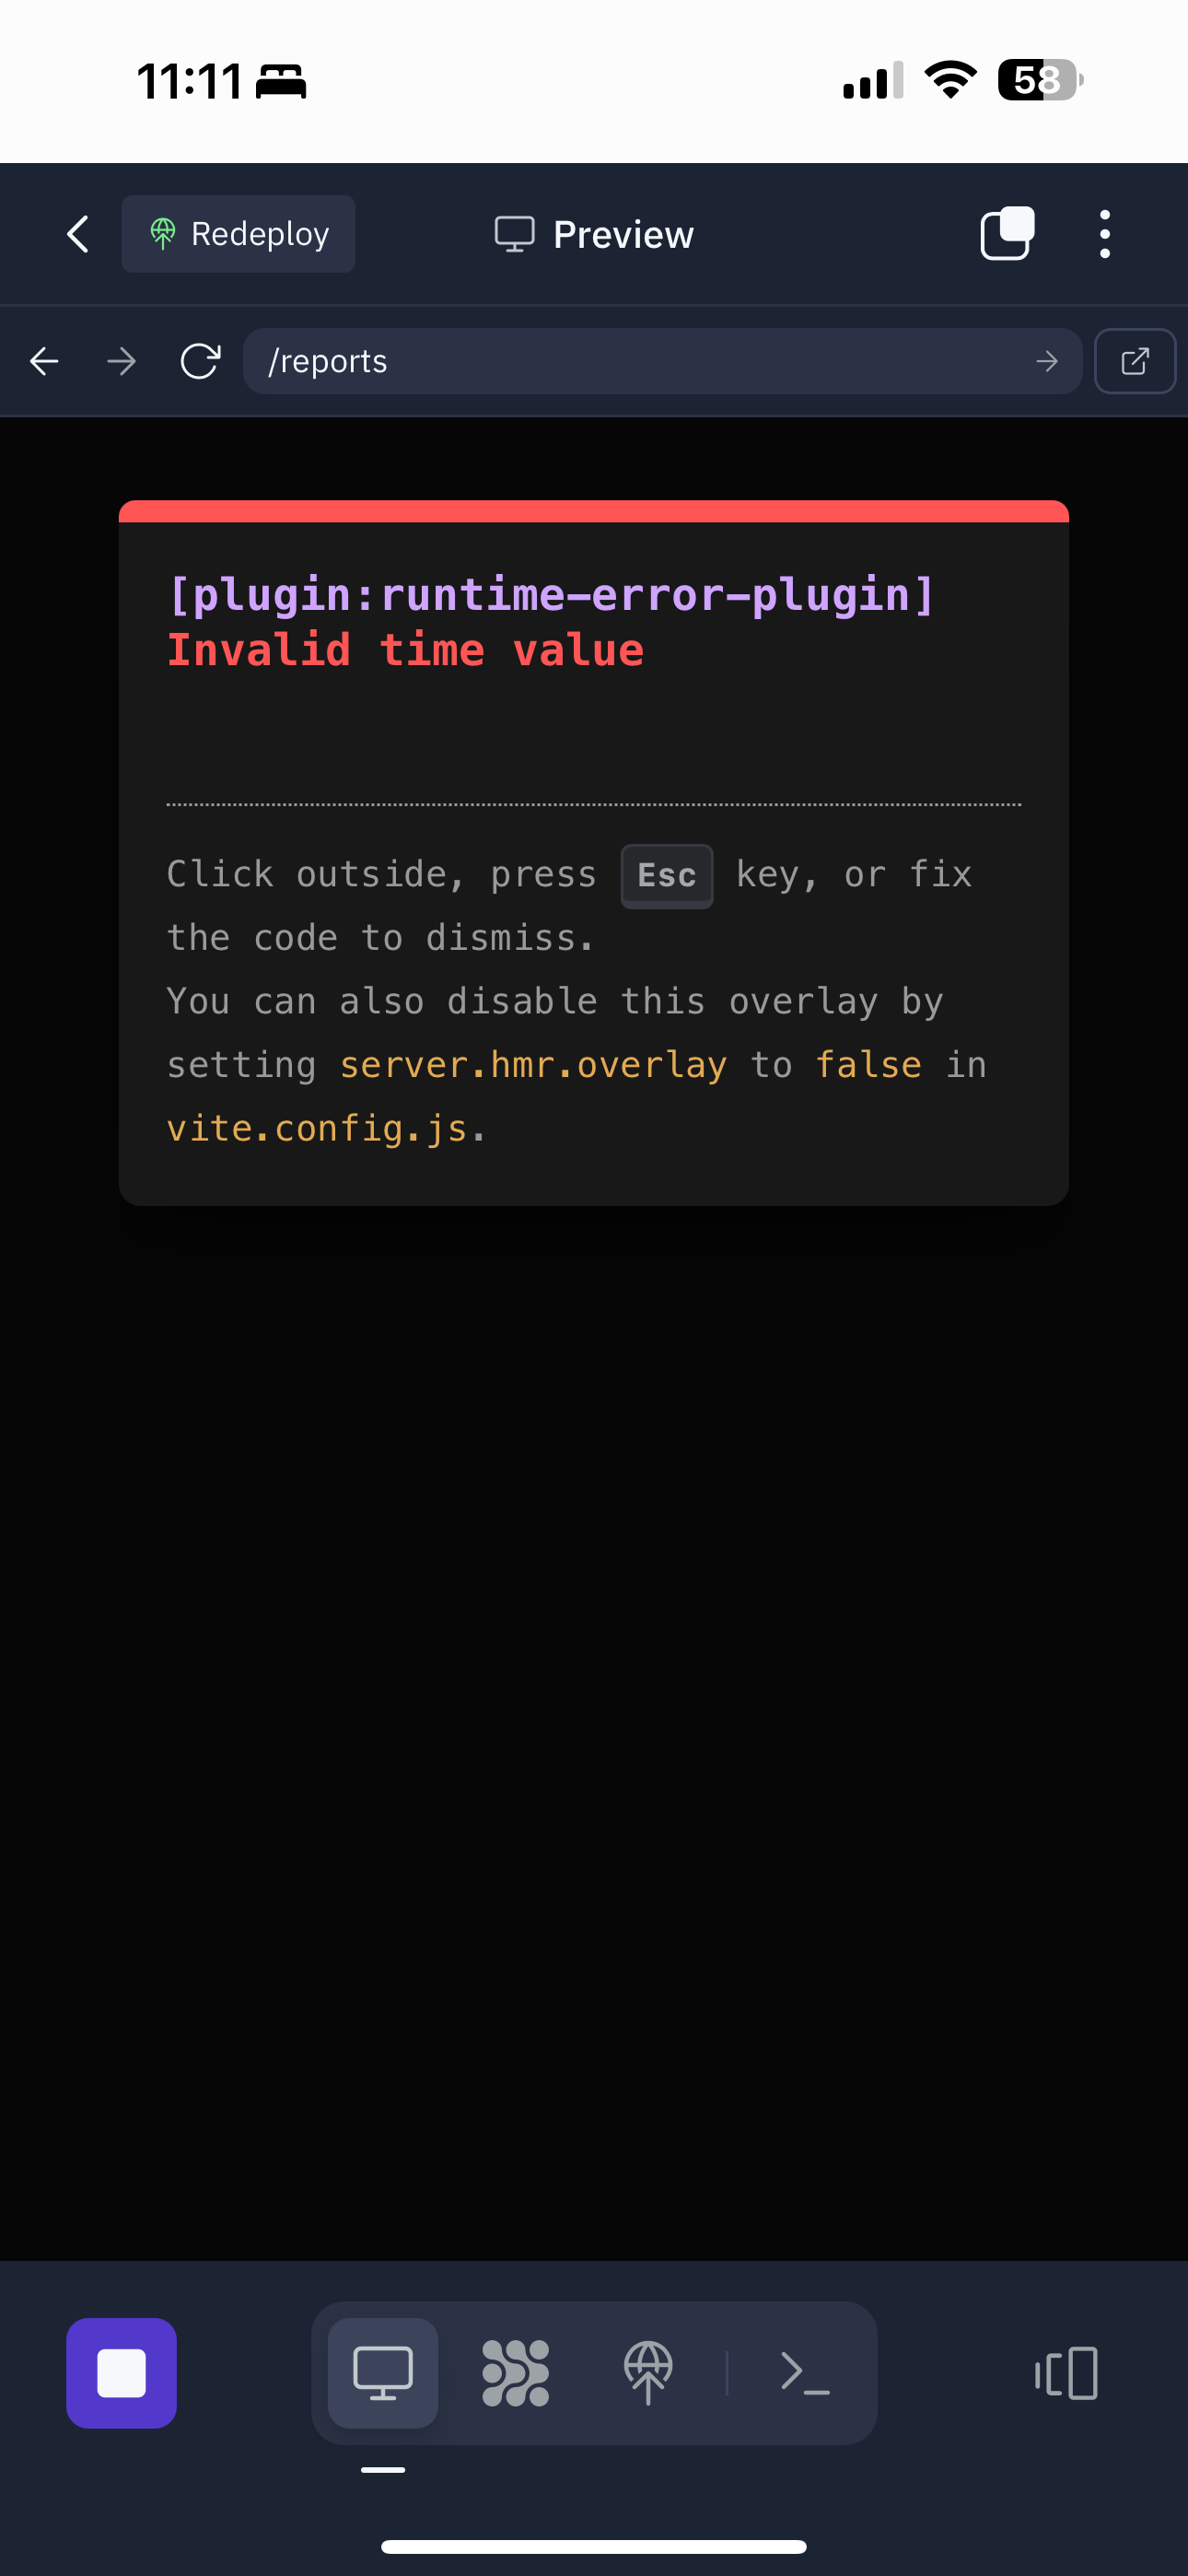 11:11
58
Redeploy
Preview
/reports
[plugin:runtime-error-plugin]
Invalid time value
Click outside, press Esc key, or fix
the code to dismiss.
You can also disable this overlay by
setting server.hmr.overlay to false in
vite.config.js.